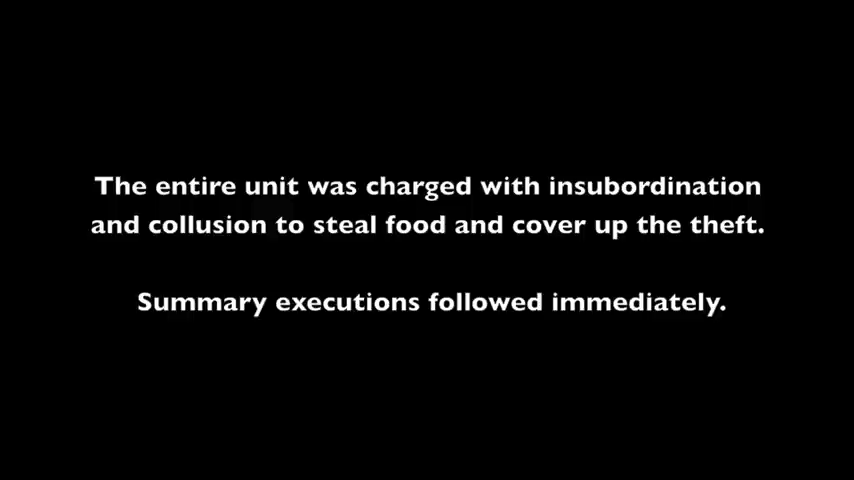 The entire unit was charged with insubordination
and collusion to steal food and cover up the theft.
Summary executions followed immediately.